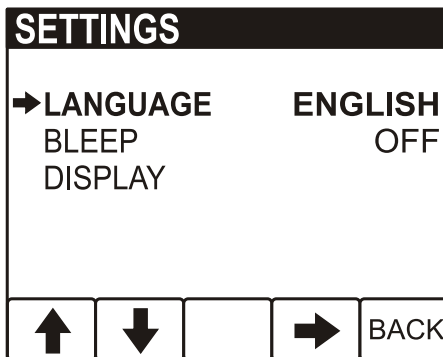 SETTINGS
LANGUAGE ENGLISH
BLEEP OFF
DISPLAY
BACK